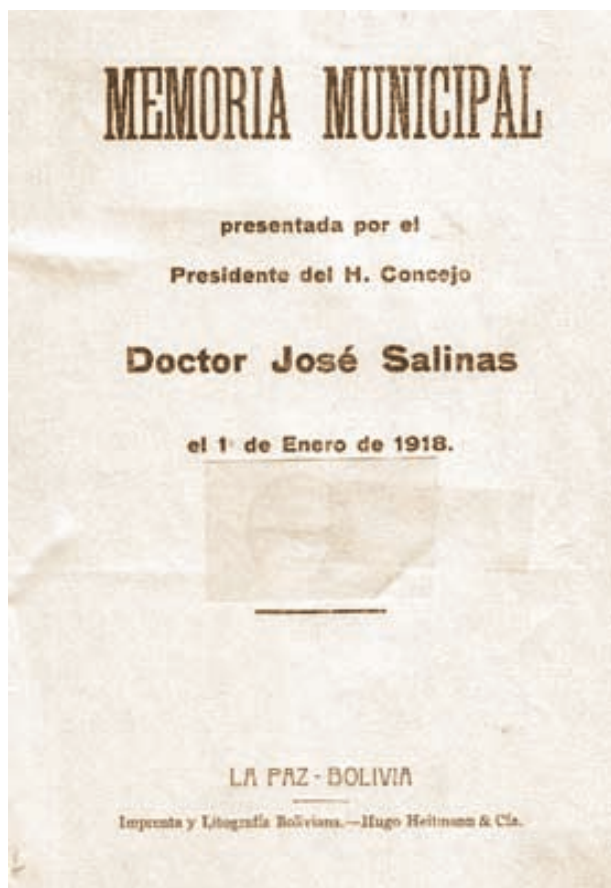 MEMORIA MUNICIPAL
presentada por el
Presidente del H. Concejo
Doctor José Salinas
el 1° de Enero de 1918.
LA PAZ - BOLIVIA
Imprenta y Litografía Boliviana.—Hugo Heitmann & Cía.